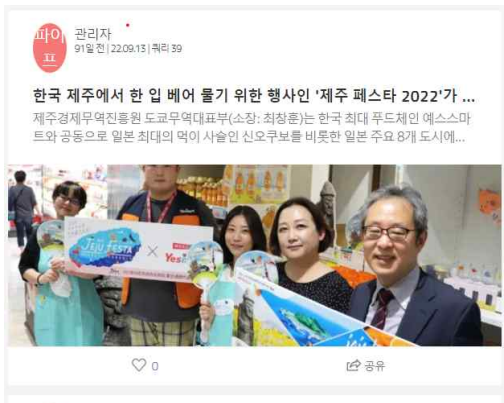 파이프
관리자
91일 전 | 22.09.13 | 쿼리 39
한국 제주에서 한 입 베어 물기 위한 행사인 '제주 페스타 2022'가 ...
제주경제무역진흥원 도쿄무역대표부(소장: 최창훈)는 한국 최대 푸드체인 예스스마
트와 공동으로 일본 최대의 먹이 사슬인 신오쿠보를 비롯한 일본 주요 8개 도시에...
JEJU FESTA
×
Yes!
0
공유